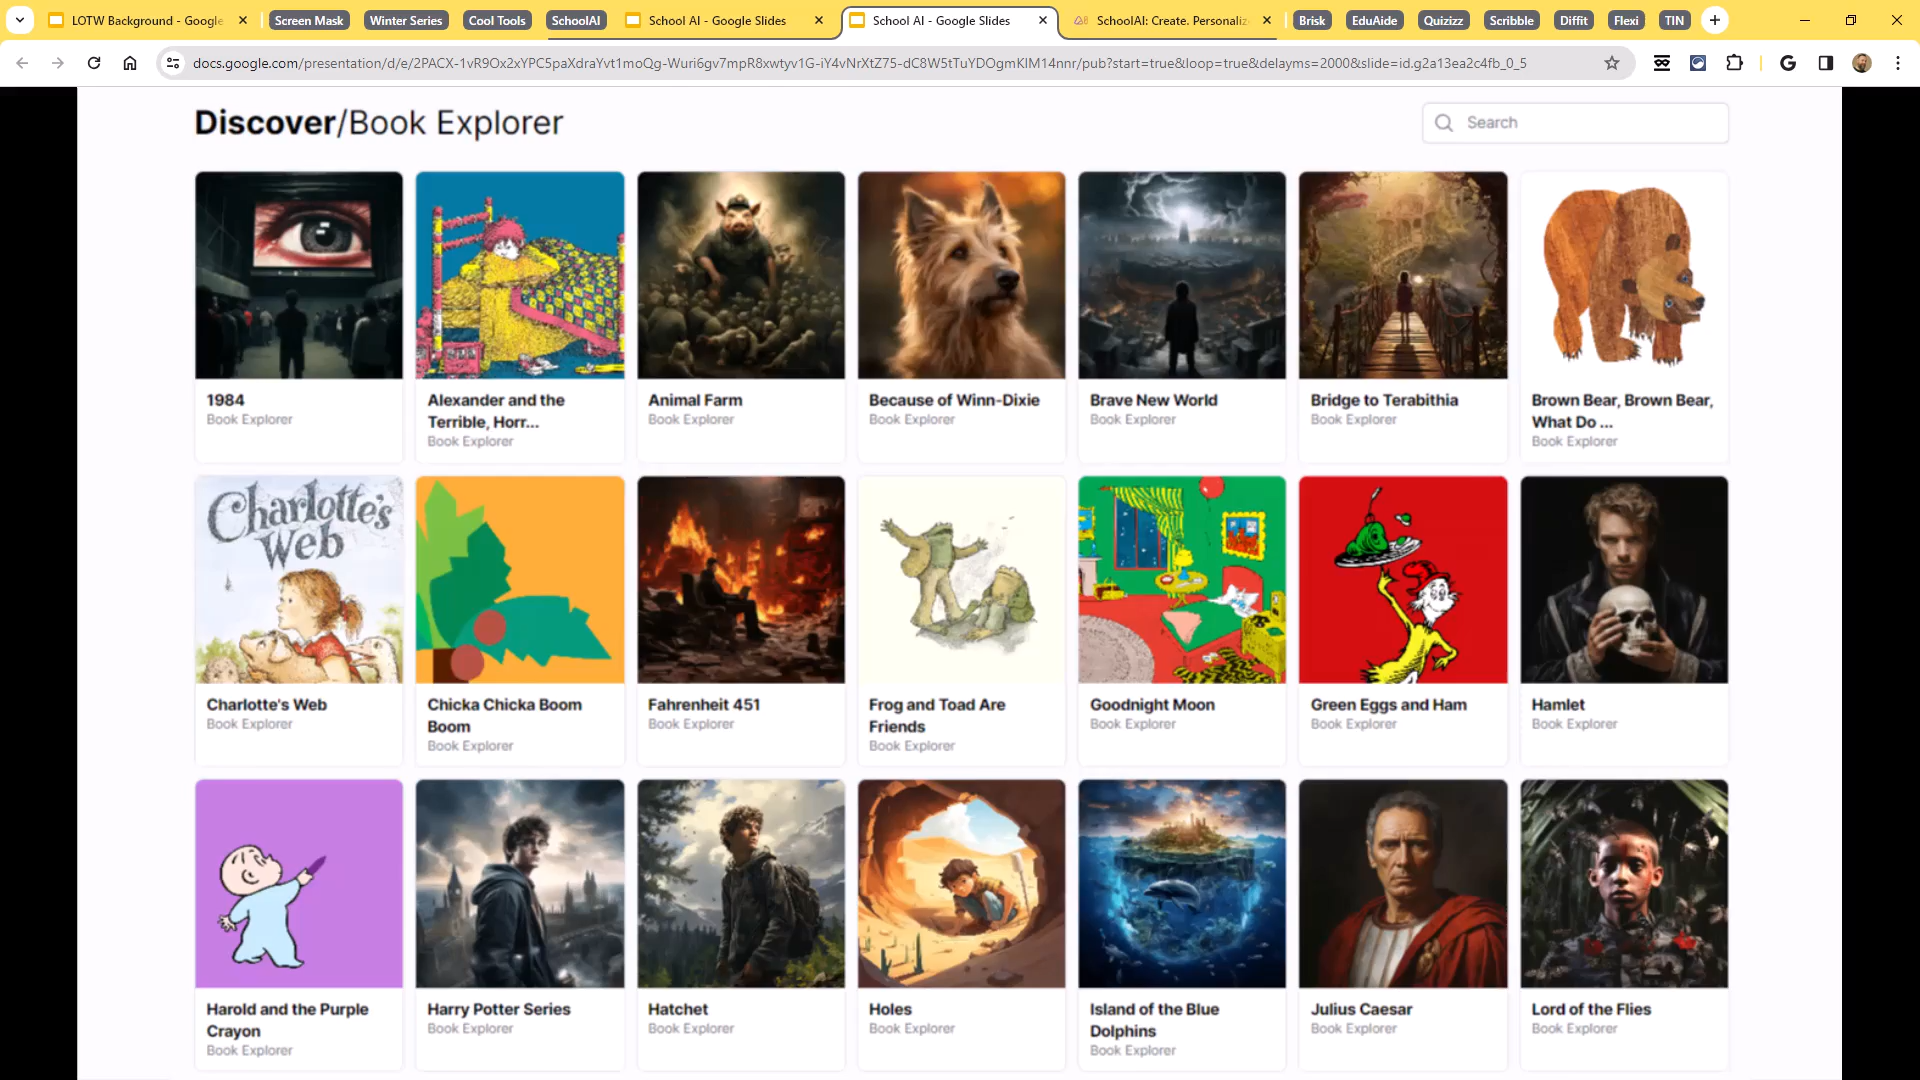 LOTW Background - Google
Screen Mask
Winter Series
Cool Tools
SchoolAI
School AI - Google Slides
School AI - Google Slides
SchoolAI: Create. Personaliz
Brisk
EduAide
Quizizz
Scribble
Diffit
Flexi
TIN
docs.google.com/presentation/d/e/2PACX-1vR9Ox2xYPC5paXdraYvt1moQg-Wuri6gv7mpR8xwtyv1G-iY4vNrXtZ75-dC8W5tTuYDOgmKIM14nnr/pub?start=true&loop=true&delayms=2000&slide=id.g2a13ea2c4fb_0_5
Discover/Book Explorer
Search
1984
Book Explorer
Alexander and the
Terrible, Horr...
Book Explorer
Animal Farm
Book Explorer
Because of Winn-Dixie
Book Explorer
Brave New World
Book Explorer
Bridge to Terabithia
Book Explorer
Brown Bear, Brown Bear,
What Do ...
Book Explorer
Charlotte's
Web
Charlotte's Web
Book Explorer
Chicka Chicka Boom
Boom
Book Explorer
Fahrenheit 451
Book Explorer
Frog and Toad Are
Friends
Book Explorer
Goodnight Moon
Book Explorer
Green Eggs and Ham
Book Explorer
Hamlet
Book Explorer
Harold and the Purple
Crayon
Book Explorer
Harry Potter Series
Book Explorer
Hatchet
Book Explorer
Holes
Book Explorer
Island of the Blue
Dolphins
Book Explorer
Julius Caesar
Book Explorer
Lord of the Flies
Book Explorer